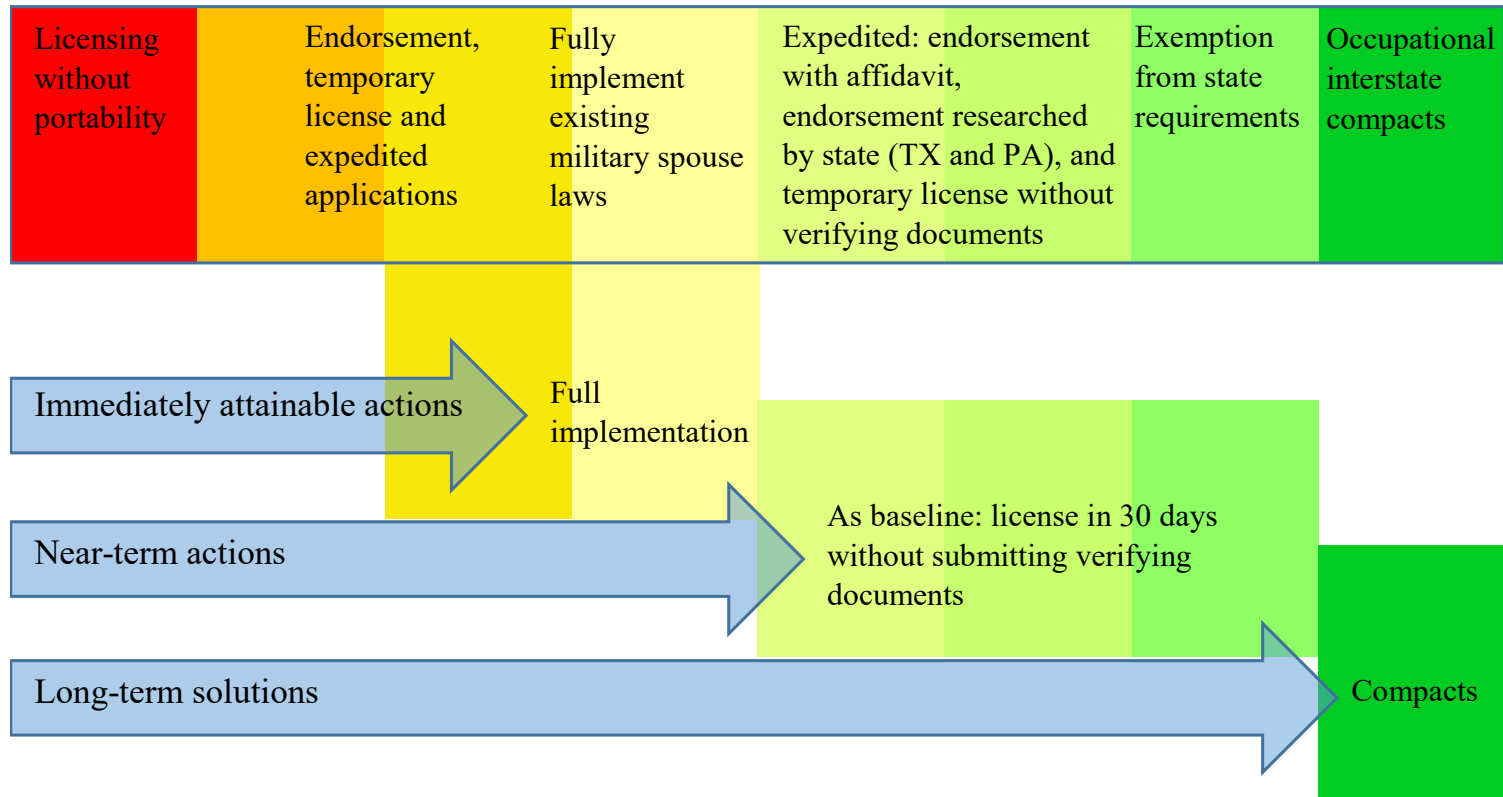 Licensing
without
portability
Endorsement,
temporary
license and
expedited
applications
Fully
implement
existing
military spouse
laws
Expedited: endorsement
with affidavit,
endorsement researched
by state (TX and PA), and
temporary license without
verifying documents
Exemption
from state
requirements
Occupational
interstate
compacts
Immediately attainable actions
Full
implementation
Near-term actions
As baseline: license in 30 days
without submitting verifying
documents
Long-term solutions
Compacts